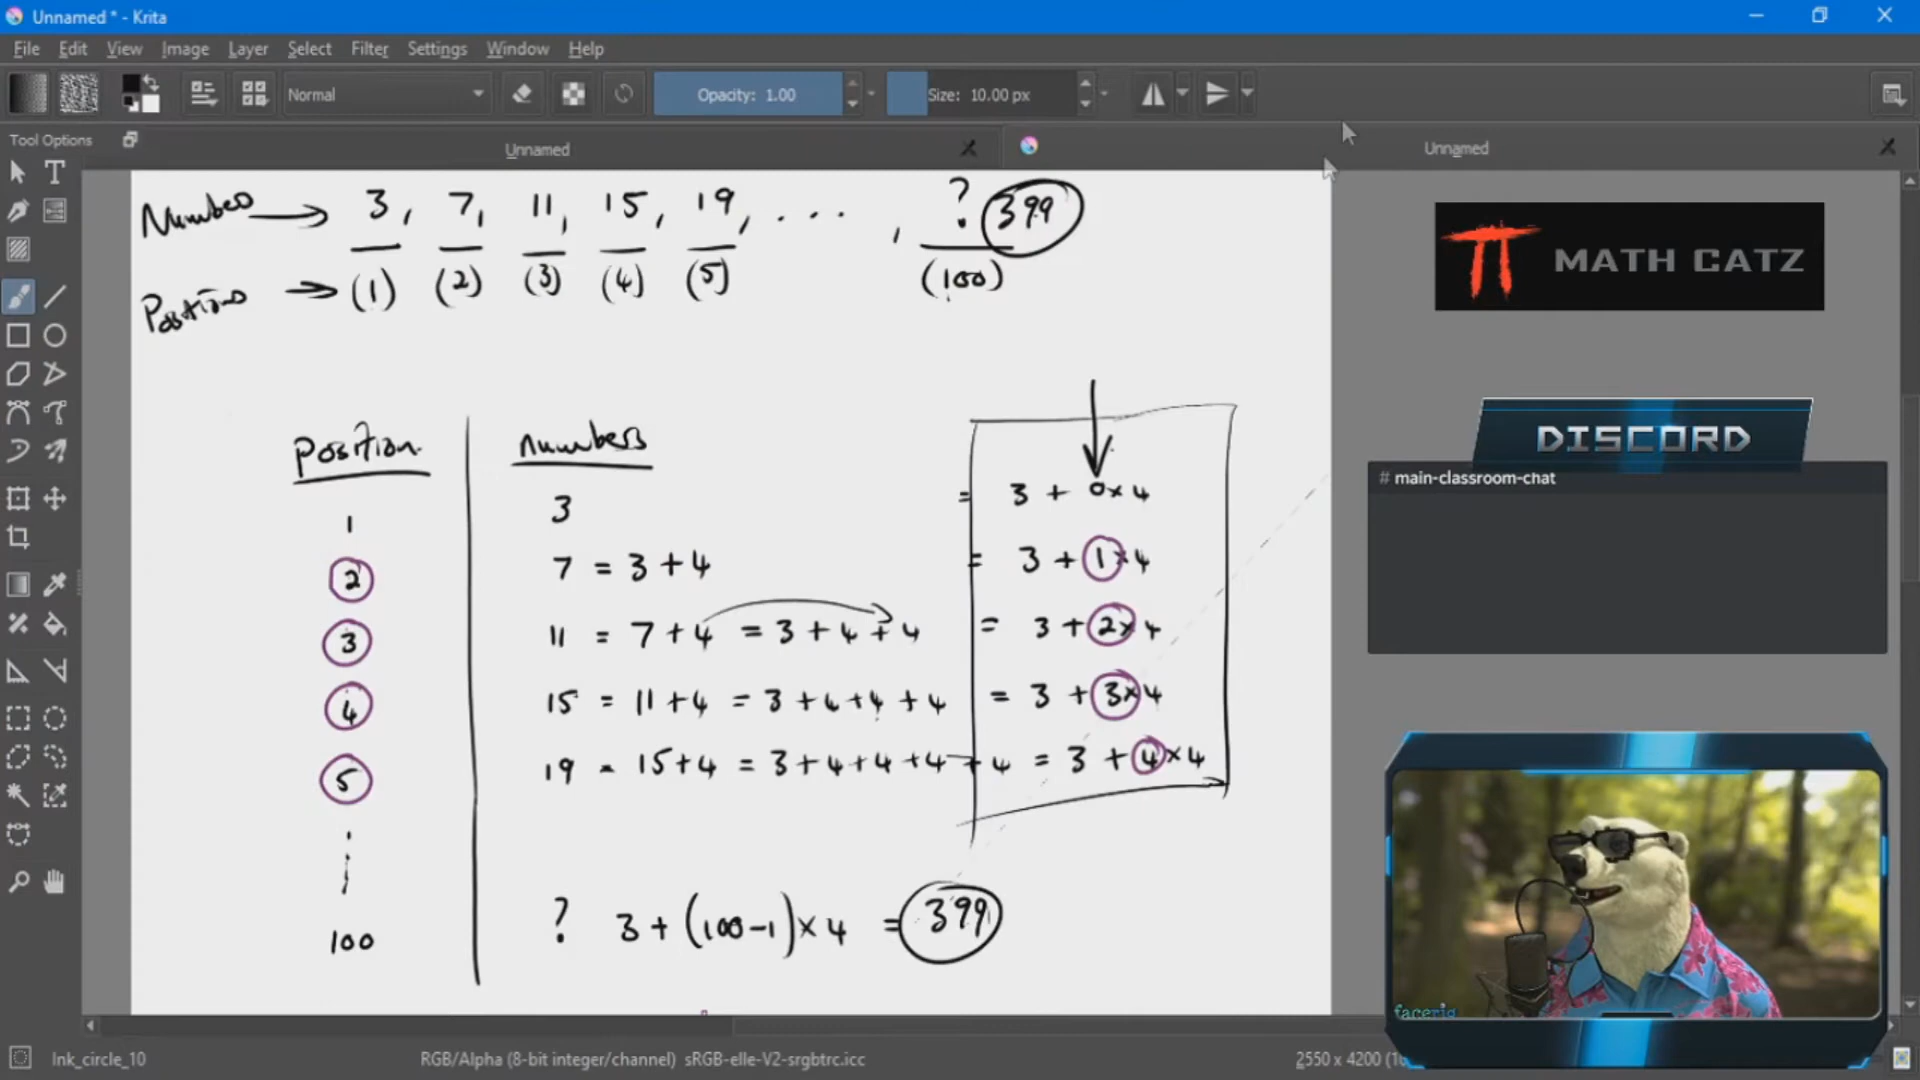 Unnamed * - Krita
File Edit View Image Layer Select Filter Settings Window Help
Normal Opacity: 1.00 Size: 10.00 px
Tool Options
Unnamed Unnamed
Number 3, 7, 11, 15, 19, ..., ? 399
Positions (1) (2) (3) (4) (5) (100)
MATH CATZ
DISCORD
# main-classroom-chat
Position numbers
1 3 = 3 + 0×4
2 7 = 3 + 4 = 3 + 1×4
3 11 = 7 + 4 = 3 + 4 + 4 = 3 + 2×4
4 15 = 11 + 4 = 3 + 4 + 4 + 4 = 3 + 3×4
5 19 = 15 + 4 = 3 + 4 + 4 + 4 + 4 = 3 + 4×4
100 ? 3 + (100-1) × 4 = 399
facerig
Ink_circle_10 RGB/Alpha (8-bit integer/channel) sRGB-elle-V2-srgbtrc.icc 2550 x 4200